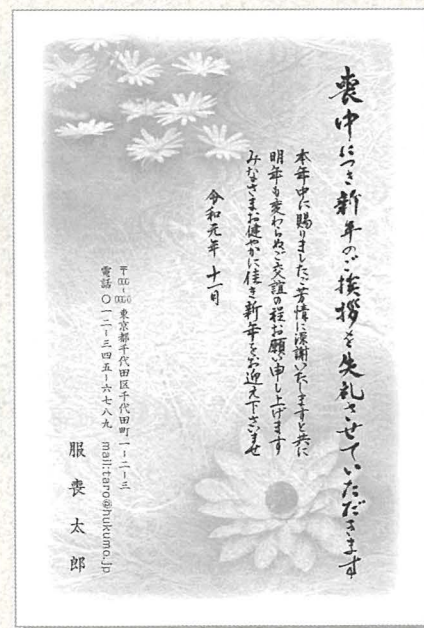 喪中につき新年のご挨拶を失礼させていただきます
本年中に賜りましたご芳情に深謝いたしますと共に
明年も変わらぬご交誼の程お願い申し上げます
みなさまお健やかに佳き新年をお迎え下さいませ
令和元年 十一月
〒000-0000 東京都千代田区千代田町一-二-三
電話 〇一二-三四五-六七八九 mail:taro@hukumo.jp
服喪太郎